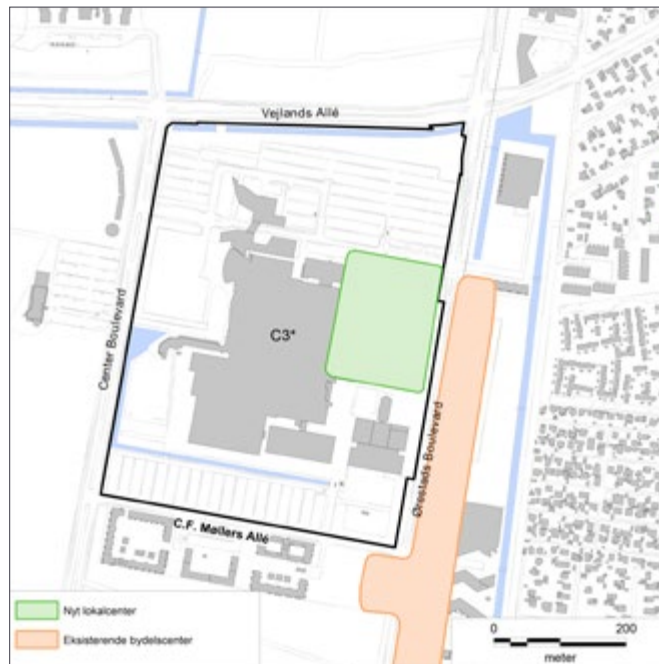 Vejlands Allé
Center Boulevard
C3*
Ørestads Boulevard
C.F. Møllers Allé
Nyt lokalcenter
Eksisterende bydelscenter
0 200
meter